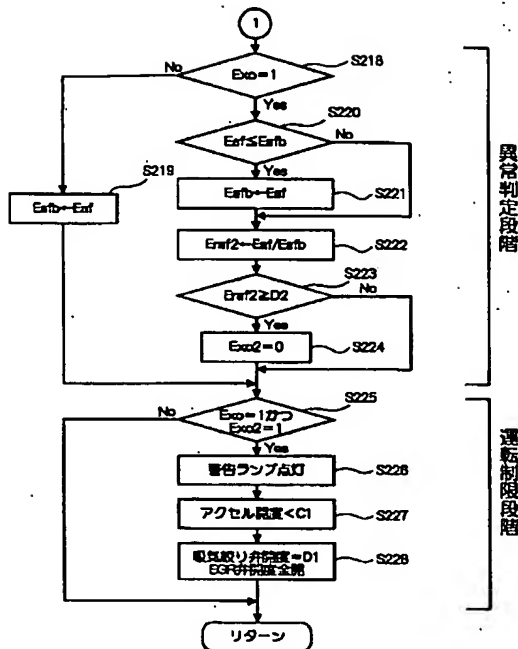 1
S218
No
Exo=1
Yes
S220
Esf≦Esfb
No
Yes
S219
Esfb←Esf
Esfb←Esf
S221
Ersf2←Esf/Esfb
S222
S223
Ersf2≧D2
No
Yes
Exo2=0
S224
異常判定段階
S225
No
Exo=1かつ
Exo2=1
Yes
警告ランプ点灯
S226
アクセル開度<C1
S227
吸気絞り弁開度=D1
EGR弁開度全開
S228
リターン
運転制限段階